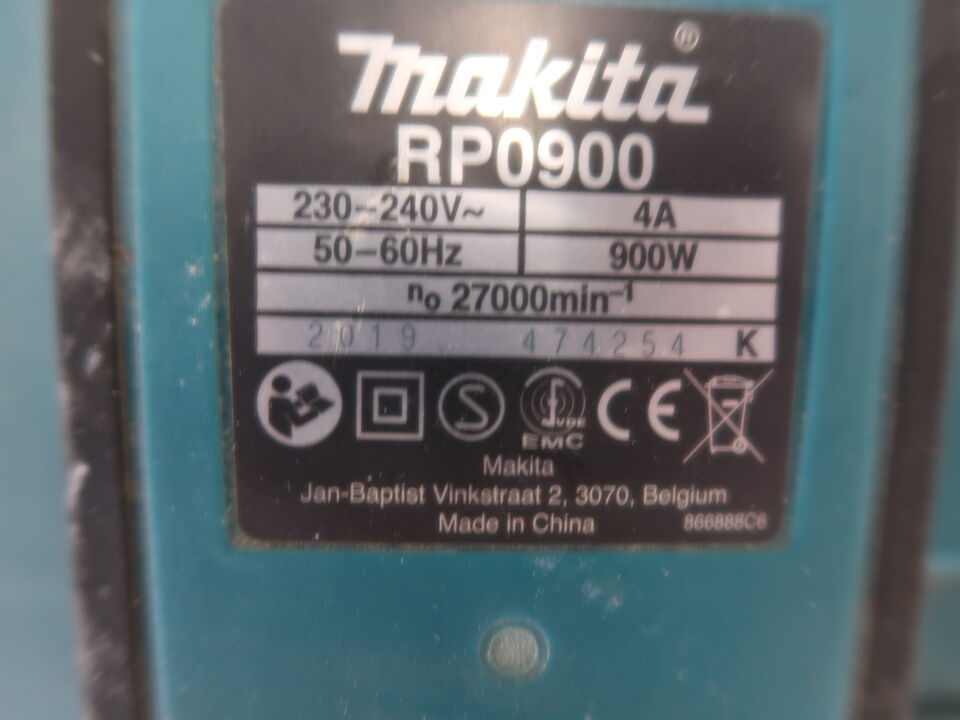 makita®
RP0900
230-240V~ 4A
50-60Hz 900W
no 27000min-1
2019 474254 K
VDE
EMC
CE
Makita
Jan-Baptist Vinkstraat 2, 3070, Belgium
Made in China 866888C6